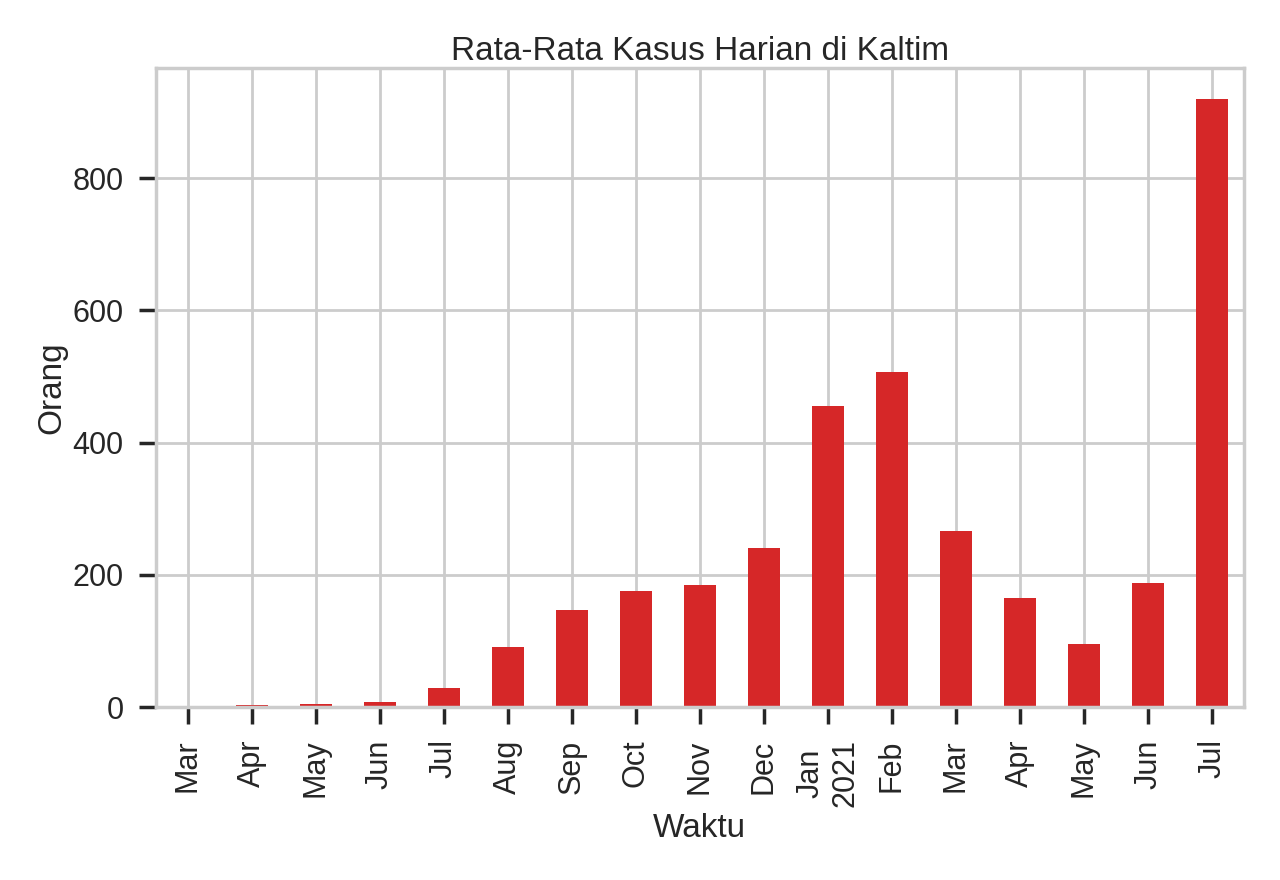 Rata-Rata Kasus Harian di Kaltim
Orang
800
600
400
200
0
Mar
Apr
May
Jun
Jul
Aug
Sep
Oct
Nov
Dec
Jan
2021
Feb
Mar
Apr
May
Jun
Jul
Waktu